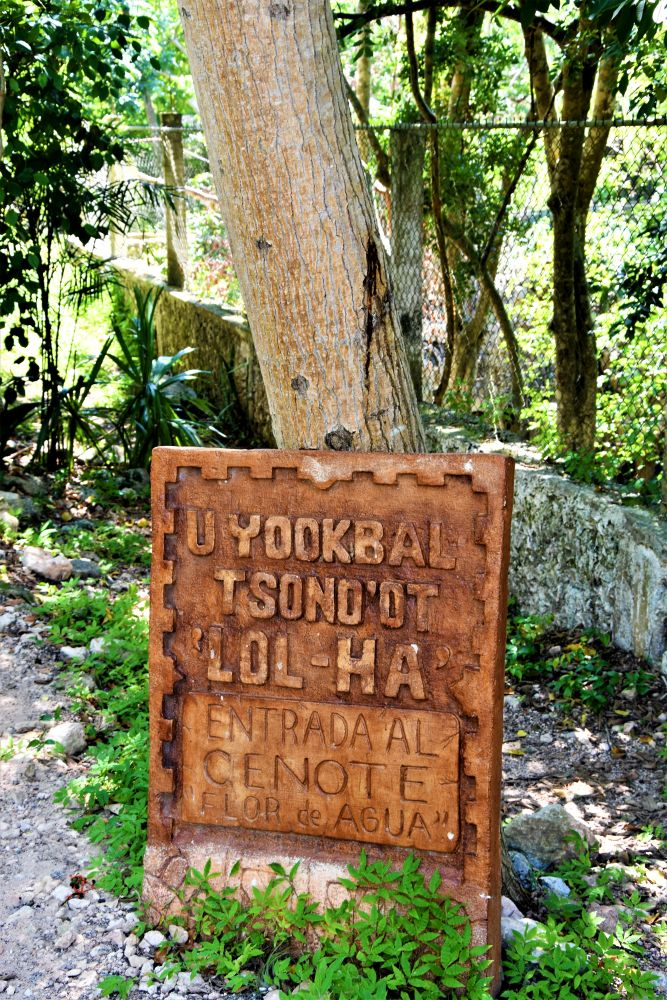 U YOOKBAL
TSONO'OT
'LOL-HA'
ENTRADA AL
CENOTE
"FLOR de AGUA"